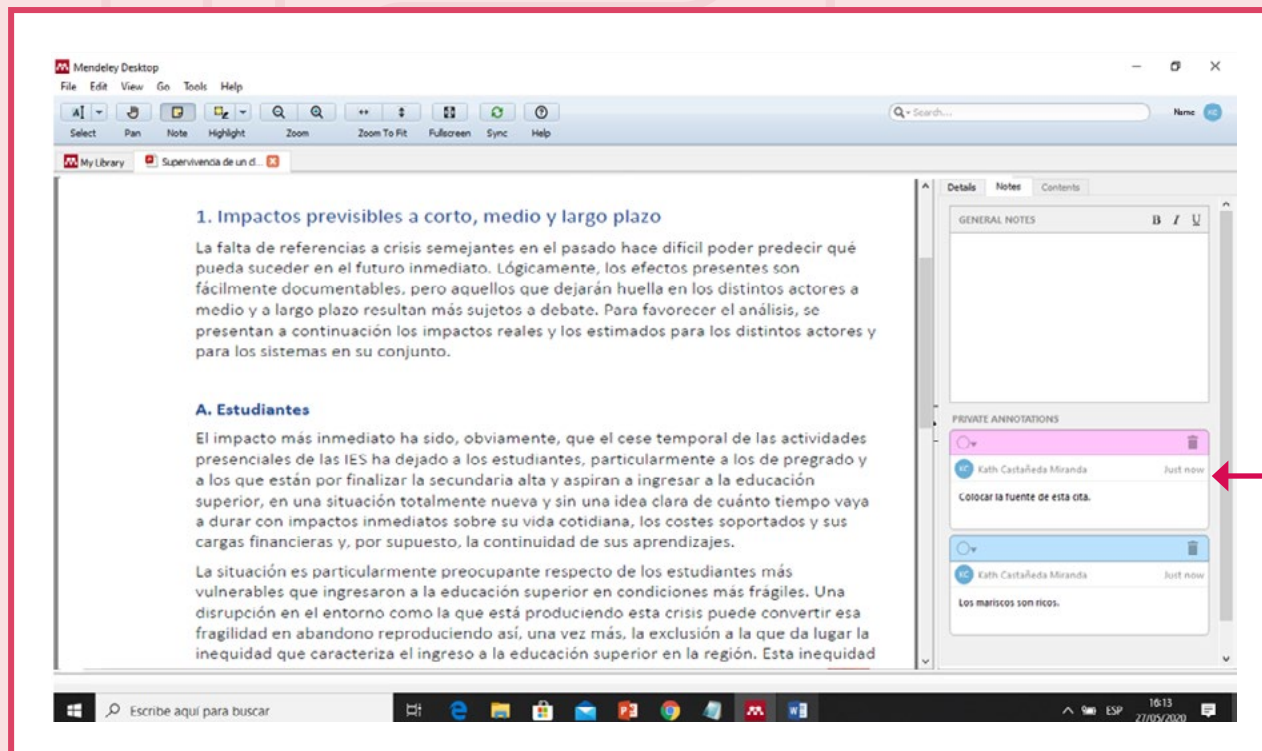 Mendeley Desktop
File Edit View Go Tools Help
Select Pan Note Highlight Zoom Zoom To Fit Fullscreen Sync Help
Search...
Name KC
My Library Supervivencia de un d...
1. Impactos previsibles a corto, medio y largo plazo
La falta de referencias a crisis semejantes en el pasado hace dificil poder predecir qué
pueda suceder en el futuro inmediato. Lógicamente, los efectos presentes son
fácilmente documentables, pero aquellos que dejarán huella en los distintos actores a
medio y a largo plazo resultan más sujetos a debate. Para favorecer el análisis, se
presentan a continuación los impactos reales y los estimados para los distintos actores y
para los sistemas en su conjunto.
A. Estudiantes
El impacto más inmediato ha sido, obviamente, que el cese temporal de las actividades
presenciales de las IES ha dejado a los estudiantes, particularmente a los de pregrado y
a los que están por finalizar la secundaria alta y aspiran a ingresar a la educación
superior, en una situación totalmente nueva y sin una idea clara de cuánto tiempo vaya
a durar con impactos inmediatos sobre su vida cotidiana, los costes soportados y sus
cargas financieras y, por supuesto, la continuidad de sus aprendizajes.
La situación es particularmente preocupante respecto de los estudiantes más
vulnerables que ingresaron a la educación superior en condiciones más frágiles. Una
disrupción en el entorno como la que está produciendo esta crisis puede convertir esa
fragilidad en abandono reproduciendo así, una vez más, la exclusión a la que da lugar la
inequidad que caracteriza el ingreso a la educación superior en la región. Esta inequidad
Details Notes Contents
GENERAL NOTES B I U
PRIVATE ANNOTATIONS
KC Kath Castañeda Miranda Just now
Colocar la fuente de esta cita.
KC Kath Castañeda Miranda Just now
Los mariscos son ricos.
Escribe aquí para buscar
ESP
16:13
27/05/2020